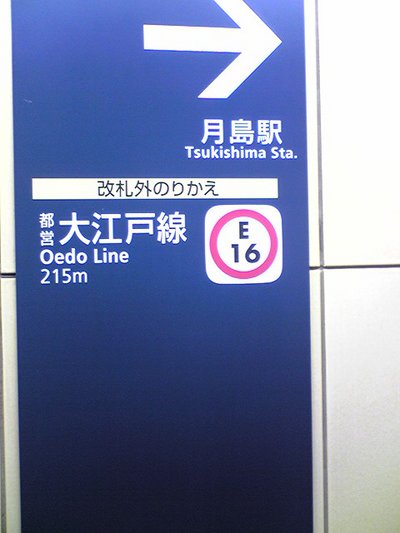 月島駅
Tsukishima Sta.
改札外のりかえ
都営 大江戸線
Oedo Line
215m
E
16